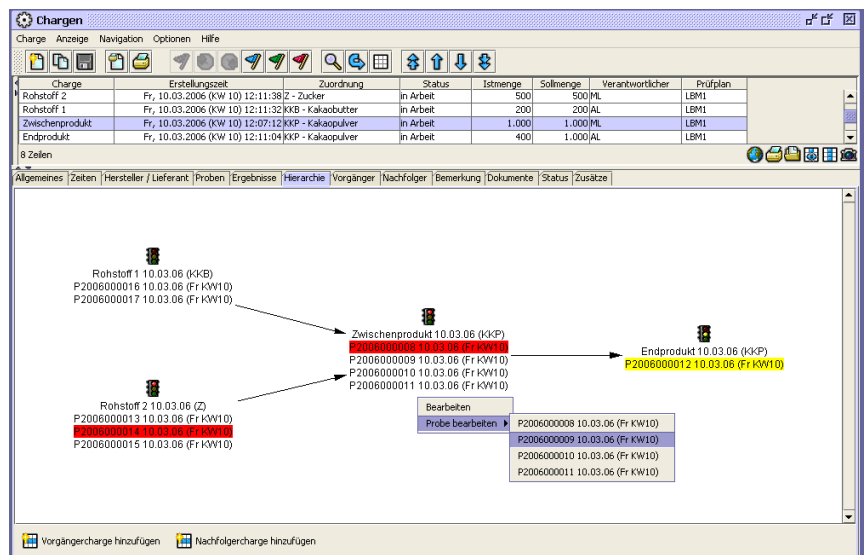 Chargen
Charge Anzeige Navigation Optionen Hilfe
Charge Erstellungszeit Zuordnung Status Istmenge Sollmenge Verantwortlicher Prüfplan
Rohstoff 2 Fr, 10.03.2006 (KW 10) 12:11:38 Z - Zucker in Arbeit 500 500 ML LBM1
Rohstoff 1 Fr, 10.03.2006 (KW 10) 12:11:32 KKB - Kakaobutter in Arbeit 200 200 AL LBM1
Zwischenprodukt Fr, 10.03.2006 (KW 10) 12:07:12 KKP - Kakaopulver in Arbeit 1.000 1.000 ML LBM1
Endprodukt Fr, 10.03.2006 (KW 10) 12:11:04 KKP - Kakaopulver in Arbeit 400 1.000 AL LBM1
8 Zeilen
Allgemeines Zeiten Hersteller / Lieferant Proben Ergebnisse Hierarchie Vorgänger Nachfolger Bemerkung Dokumente Status Zusätze
Rohstoff 1 10.03.06 (KKB)
P2006000016 10.03.06 (Fr KW10)
P2006000017 10.03.06 (Fr KW10)
Zwischenprodukt 10.03.06 (KKP)
P2006000008 10.03.06 (Fr KW10)
P2006000009 10.03.06 (Fr KW10)
P2006000010 10.03.06 (Fr KW10)
P2006000011 10.03.06 (Fr KW10)
Endprodukt 10.03.06 (KKP)
P2006000012 10.03.06 (Fr KW10)
Rohstoff 2 10.03.06 (Z)
P2006000013 10.03.06 (Fr KW10)
P2006000014 10.03.06 (Fr KW10)
P2006000015 10.03.06 (Fr KW10)
Bearbeiten
Probe bearbeiten
P2006000008 10.03.06 (Fr KW10)
P2006000009 10.03.06 (Fr KW10)
P2006000010 10.03.06 (Fr KW10)
P2006000011 10.03.06 (Fr KW10)
Vorgängercharge hinzufügen Nachfolgercharge hinzufügen